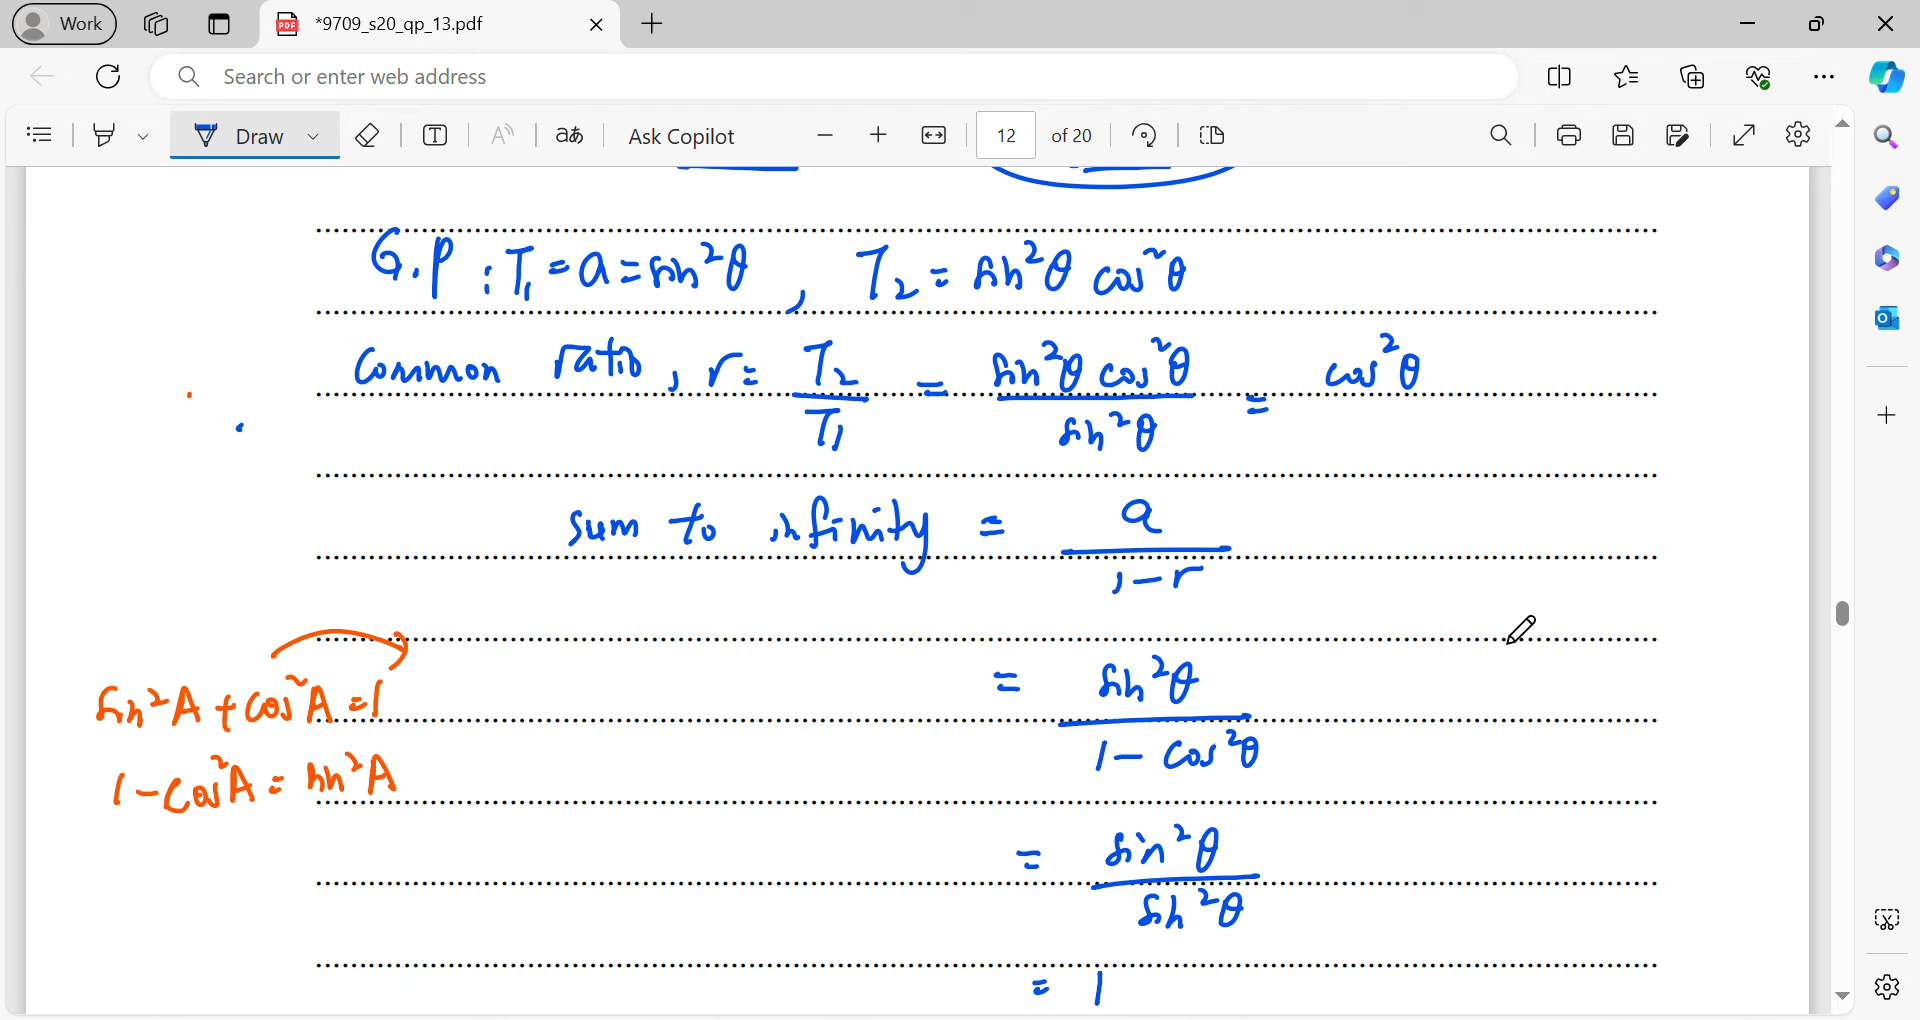 Work
*9709_s20_qp_13.pdf
Search or enter web address
Draw
Ask Copilot
12 of 20
G.P : T₁ = a = sin²θ , T₂ = sin²θ cos²θ
Common ratio, r = T₂/T₁ = sin²θ cos²θ / sin²θ = cos²θ
sum to infinity = a / 1-r
= sin²θ / 1 - cos²θ
sin²A + cos²A = 1
1 - cos²A = sin²A
= sin²θ / sin²θ
= 1